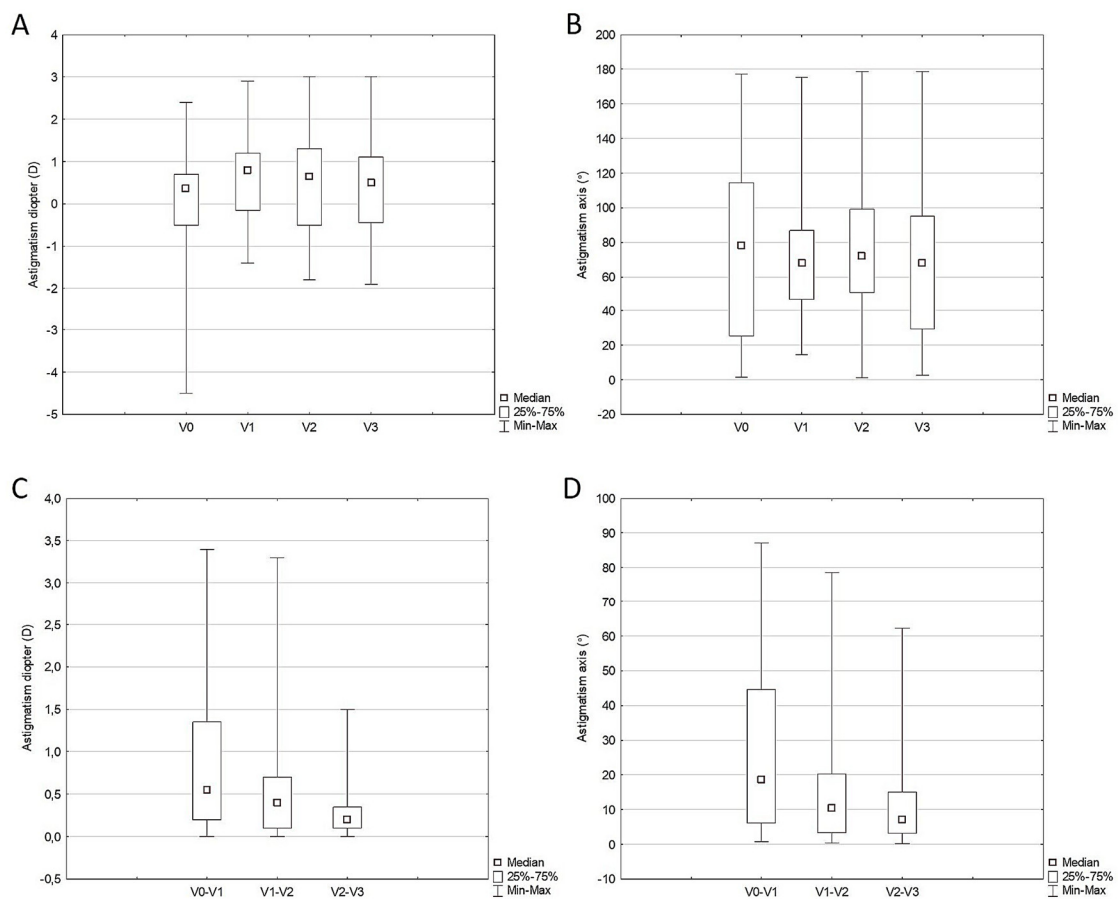 A
Astigmatism diopter (D)
4
3
2
1
0
-1
-2
-3
-4
-5
V0 V1 V2 V3
Median
25%-75%
Min-Max
B
Astigmatism axis (°)
200
180
160
140
120
100
80
60
40
20
0
-20
V0 V1 V2 V3
Median
25%-75%
Min-Max
C
Astigmatism diopter (D)
4,0
3,5
3,0
2,5
2,0
1,5
1,0
0,5
0,0
-0,5
V0-V1 V1-V2 V2-V3
Median
25%-75%
Min-Max
D
Astigmatism axis (°)
100
90
80
70
60
50
40
30
20
10
0
-10
V0-V1 V1-V2 V2-V3
Median
25%-75%
Min-Max